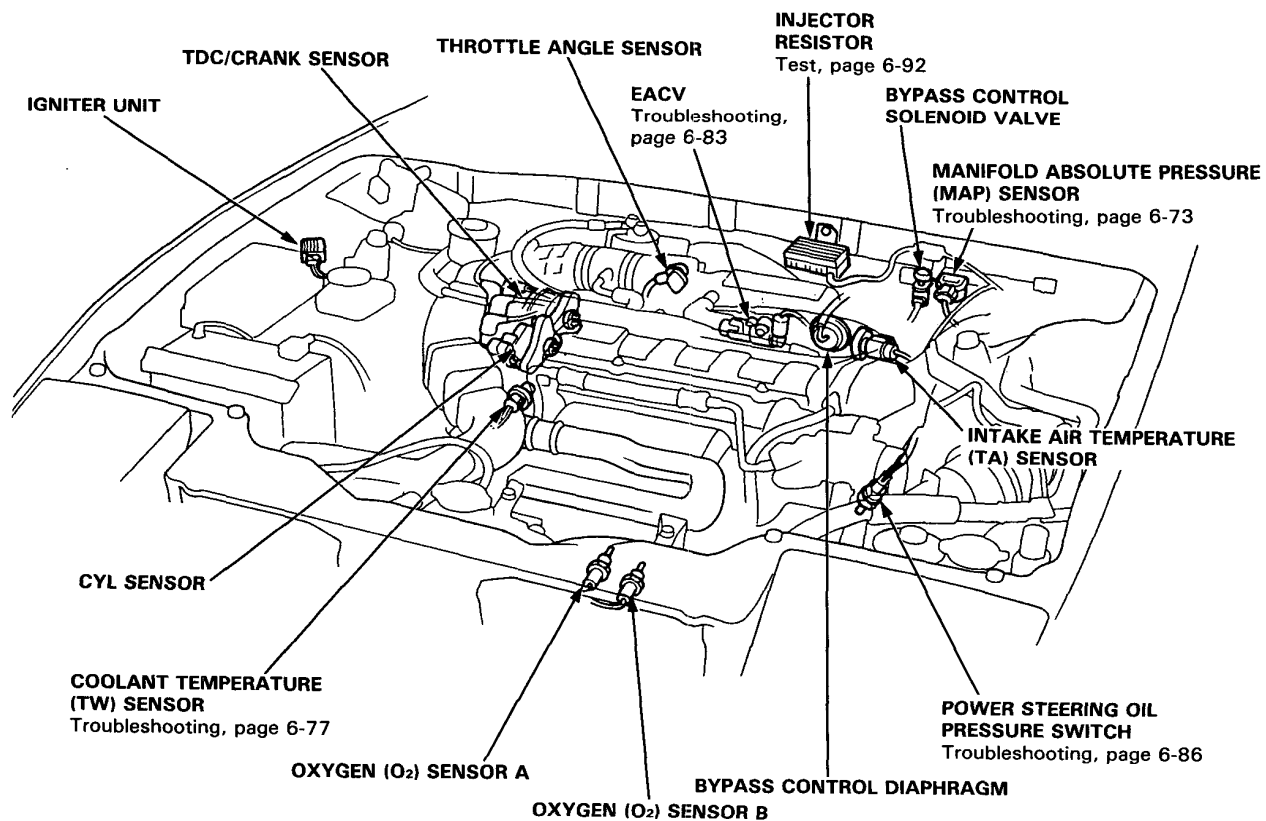 INJECTOR
RESISTOR
Test, page 6-92
THROTTLE ANGLE SENSOR
TDC/CRANK SENSOR
IGNITER UNIT
EACV
Troubleshooting,
page 6-83
BYPASS CONTROL
SOLENOID VALVE
MANIFOLD ABSOLUTE PRESSURE
(MAP) SENSOR
Troubleshooting, page 6-73
INTAKE AIR TEMPERATURE
(TA) SENSOR
CYL SENSOR
COOLANT TEMPERATURE
(TW) SENSOR
Troubleshooting, page 6-77
POWER STEERING OIL
PRESSURE SWITCH
Troubleshooting, page 6-86
OXYGEN (O₂) SENSOR A
BYPASS CONTROL DIAPHRAGM
OXYGEN (O₂) SENSOR B